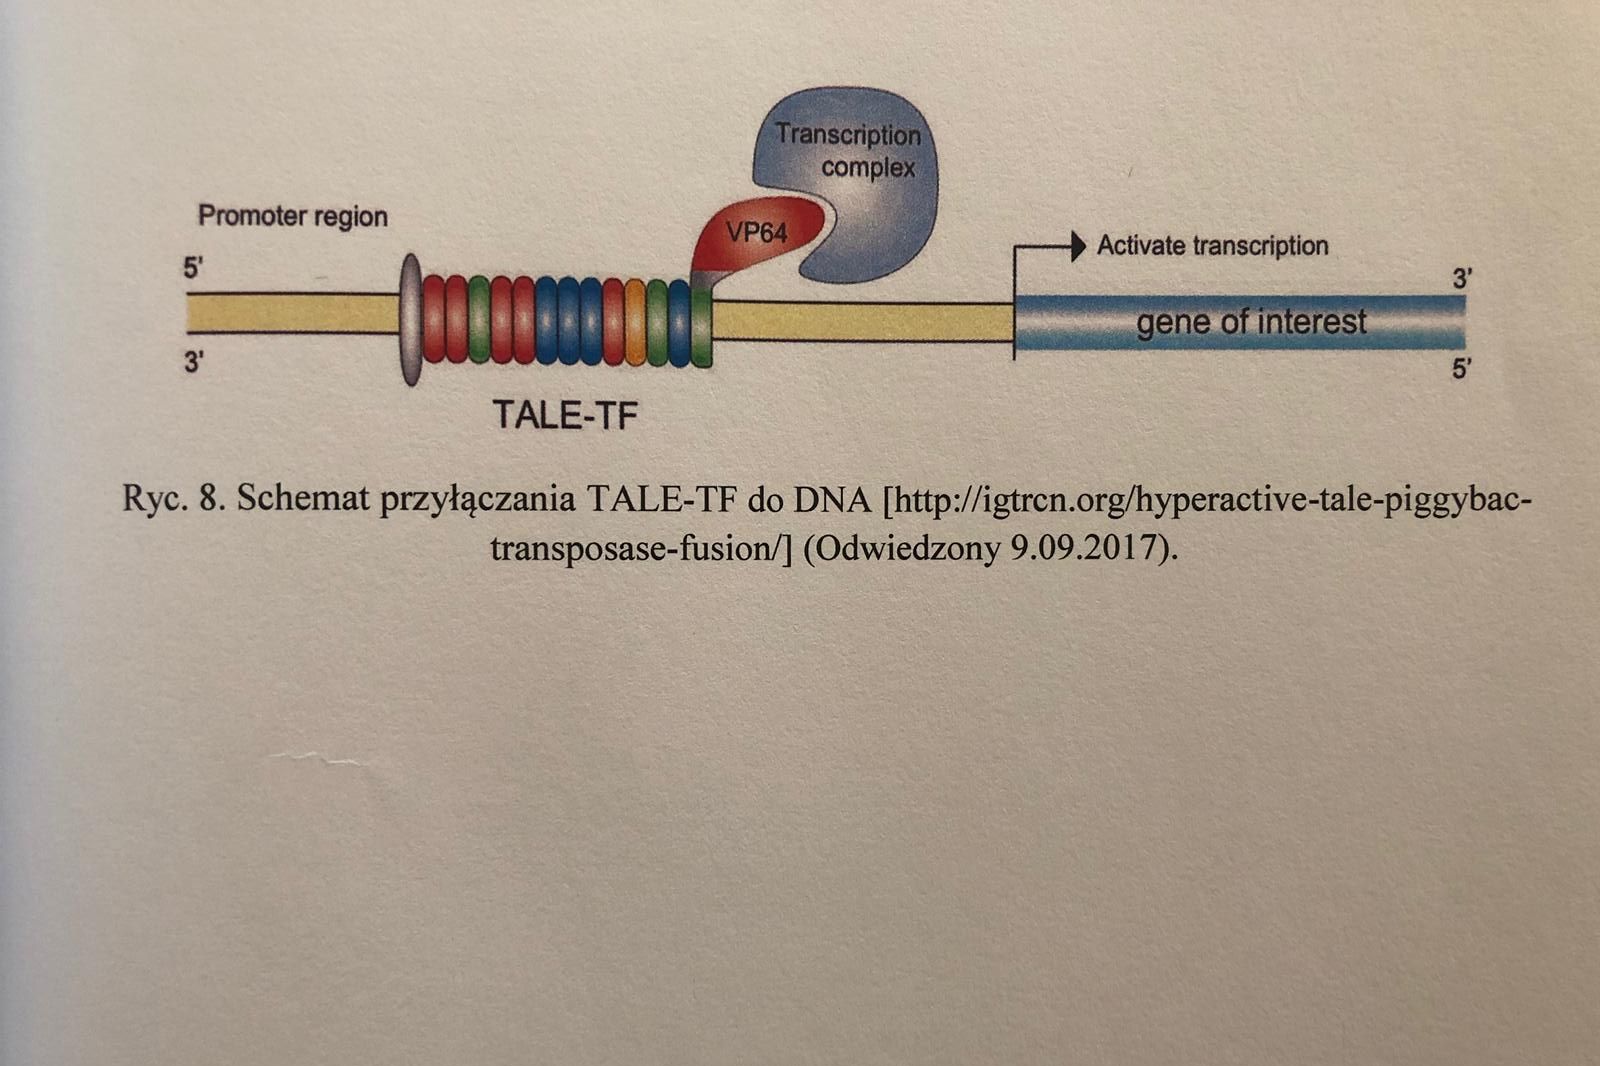 Transcription
complex
Promoter region
VP64
Activate transcription
5'
3'
gene of interest
3'
5'
TALE-TF
Ryc. 8. Schemat przyłączania TALE-TF do DNA [http://igtrcn.org/hyperactive-tale-piggybac-
transposase-fusion/] (Odwiedzony 9.09.2017).